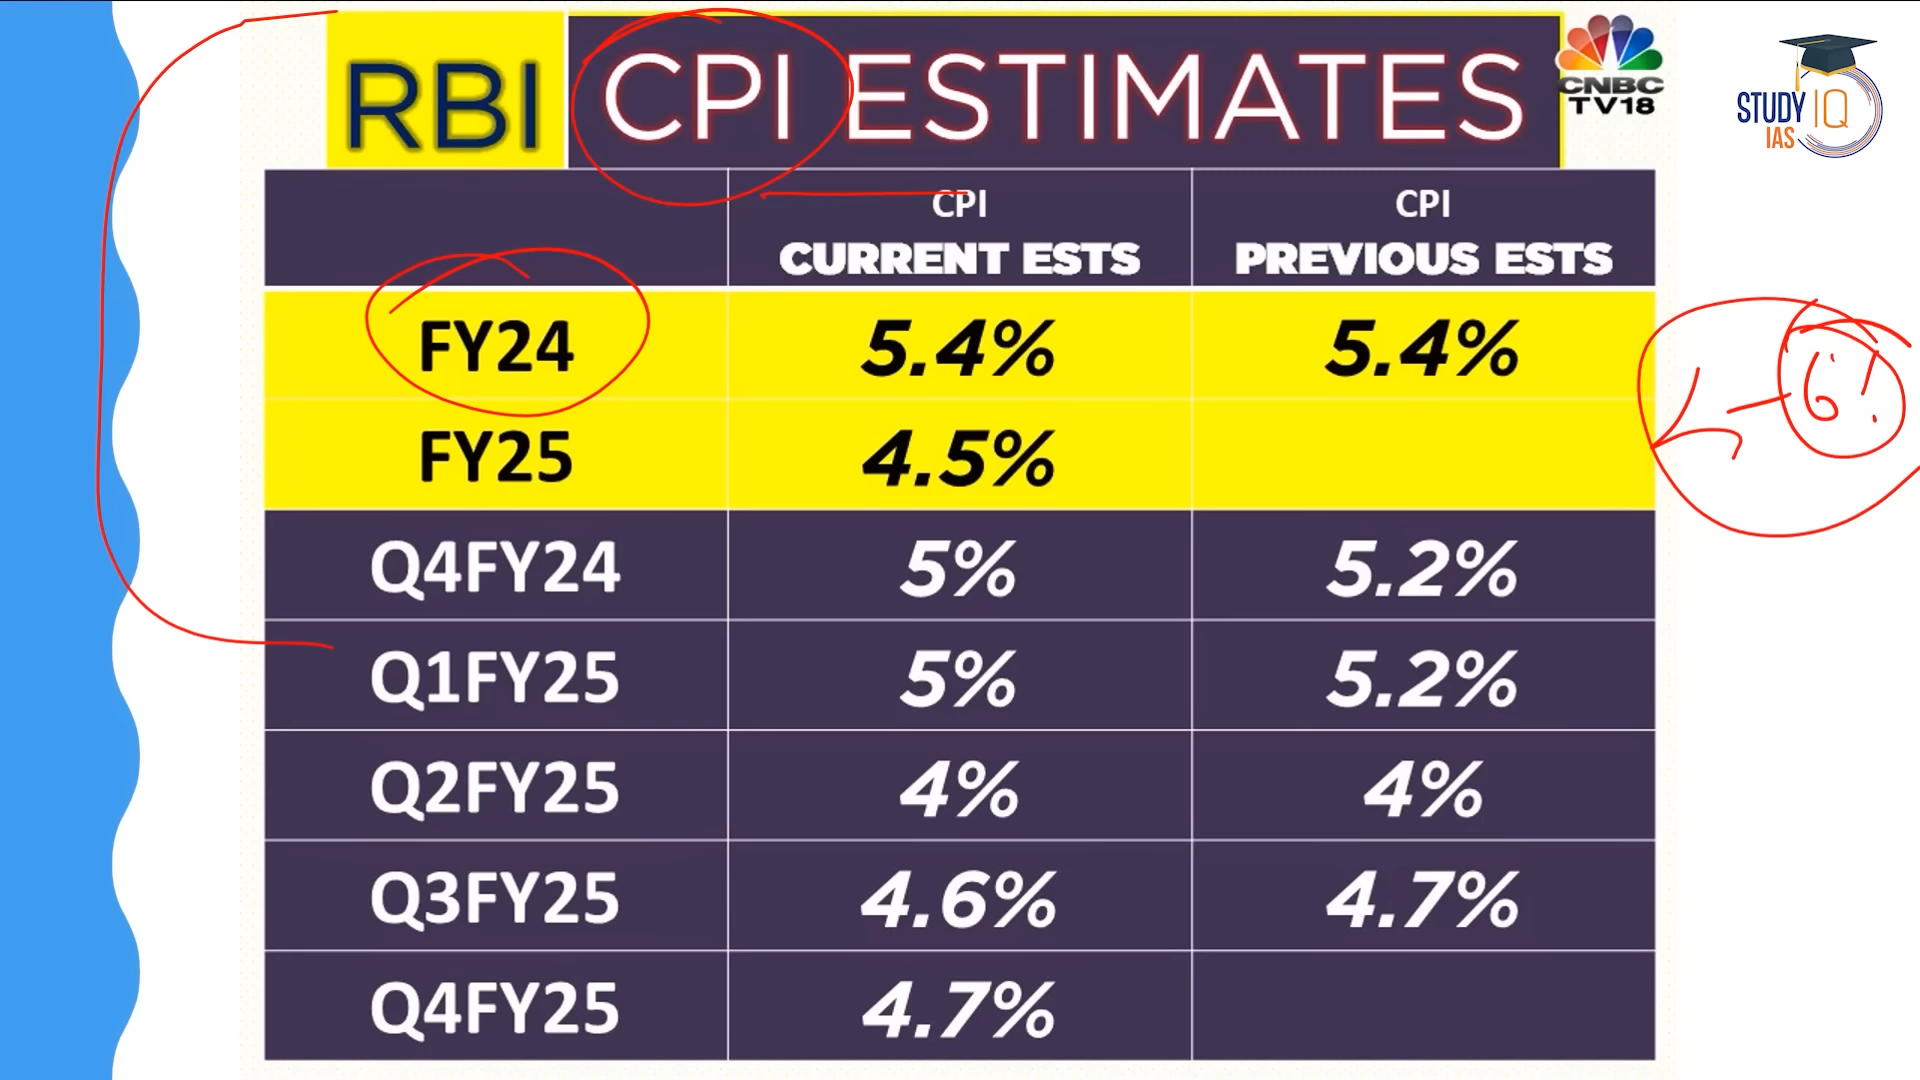 RBI CPI ESTIMATES
CNBC
TV18
STUDY IQ
IAS
CPI CPI
CURRENT ESTS PREVIOUS ESTS
FY24 5.4% 5.4%
FY25 4.5%
Q4FY24 5% 5.2%
Q1FY25 5% 5.2%
Q2FY25 4% 4%
Q3FY25 4.6% 4.7%
Q4FY25 4.7%